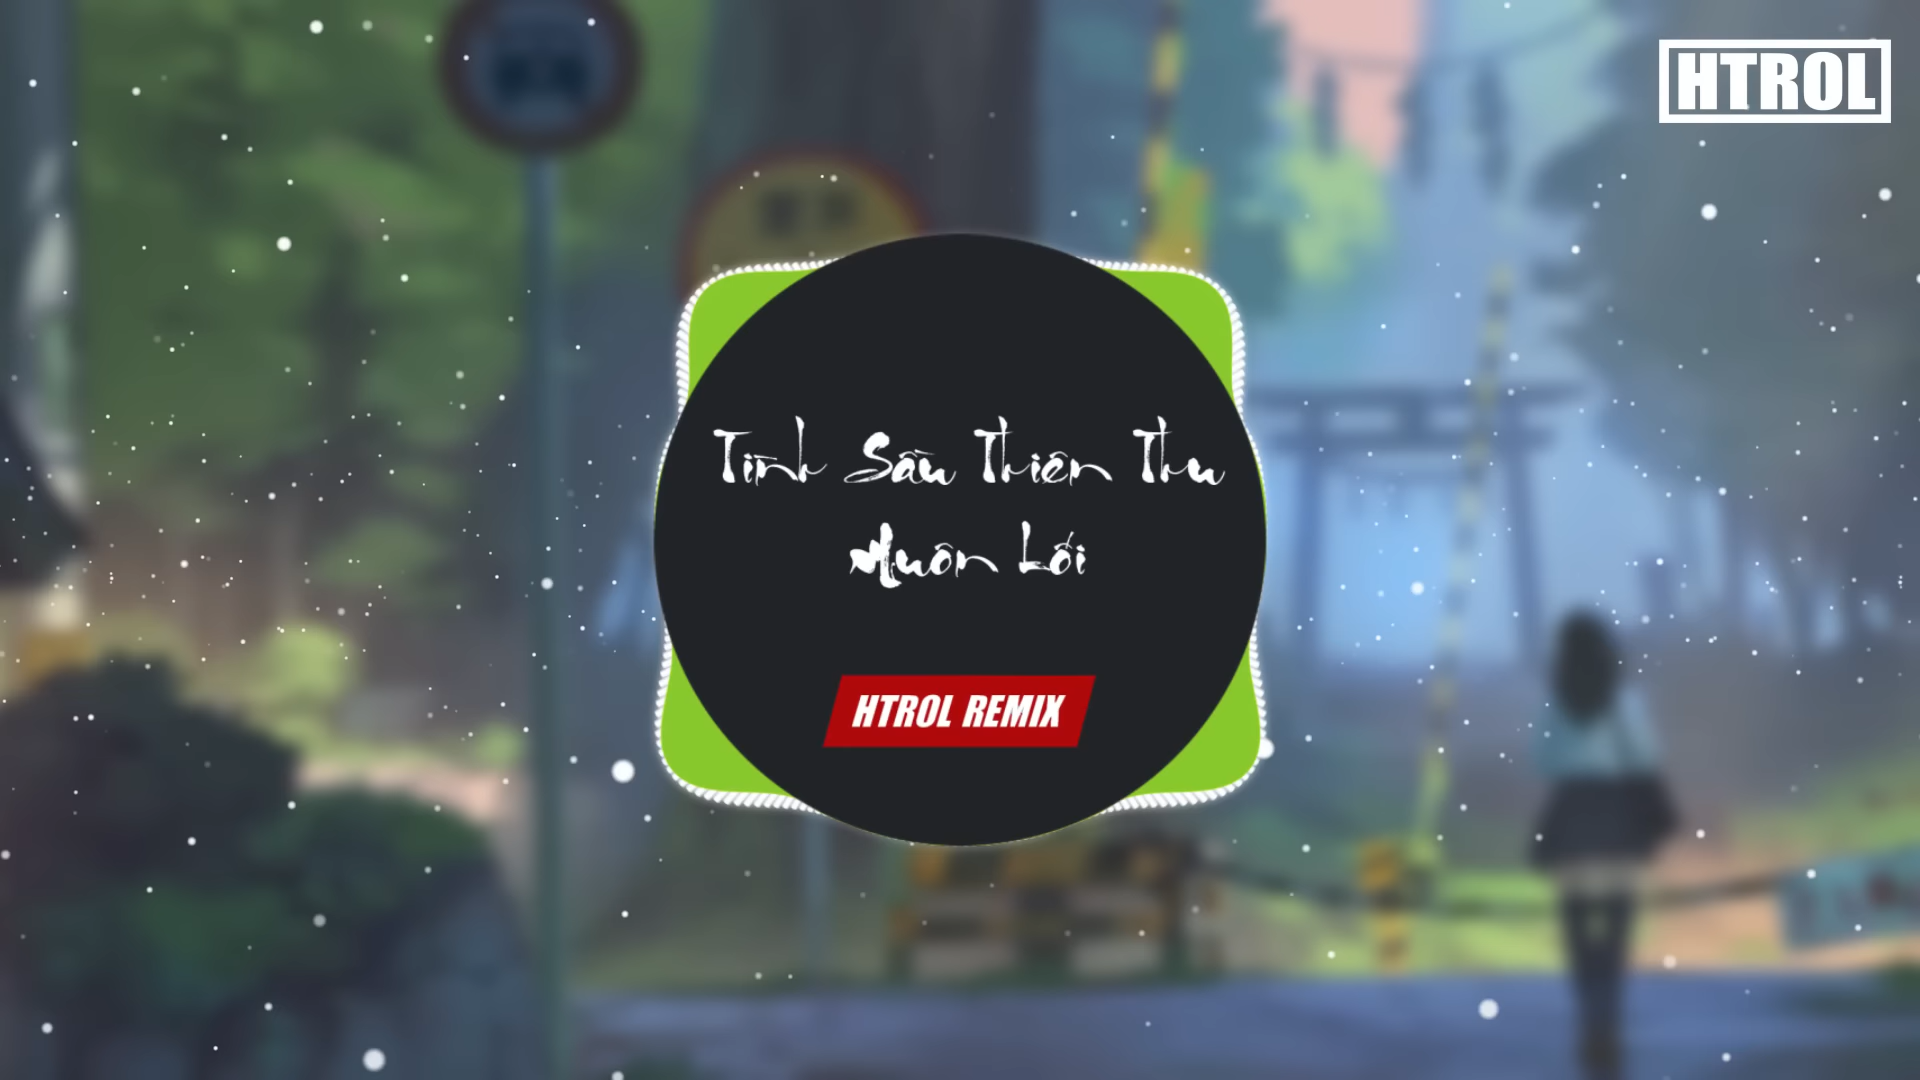 HTROL
Tình Sầu Thiên Thu
Muôn Lối
HTROL REMIX